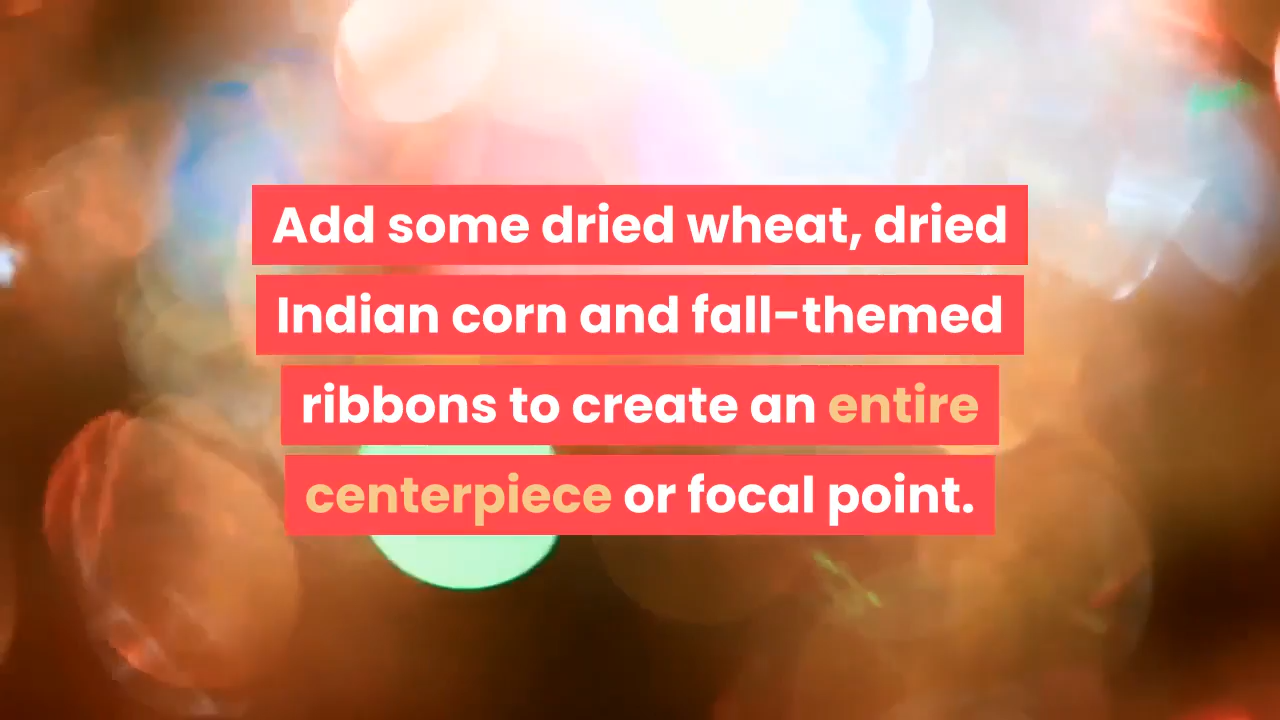 Add some dried wheat, dried
Indian corn and fall-themed
ribbons to create an entire
centerpiece or focal point.